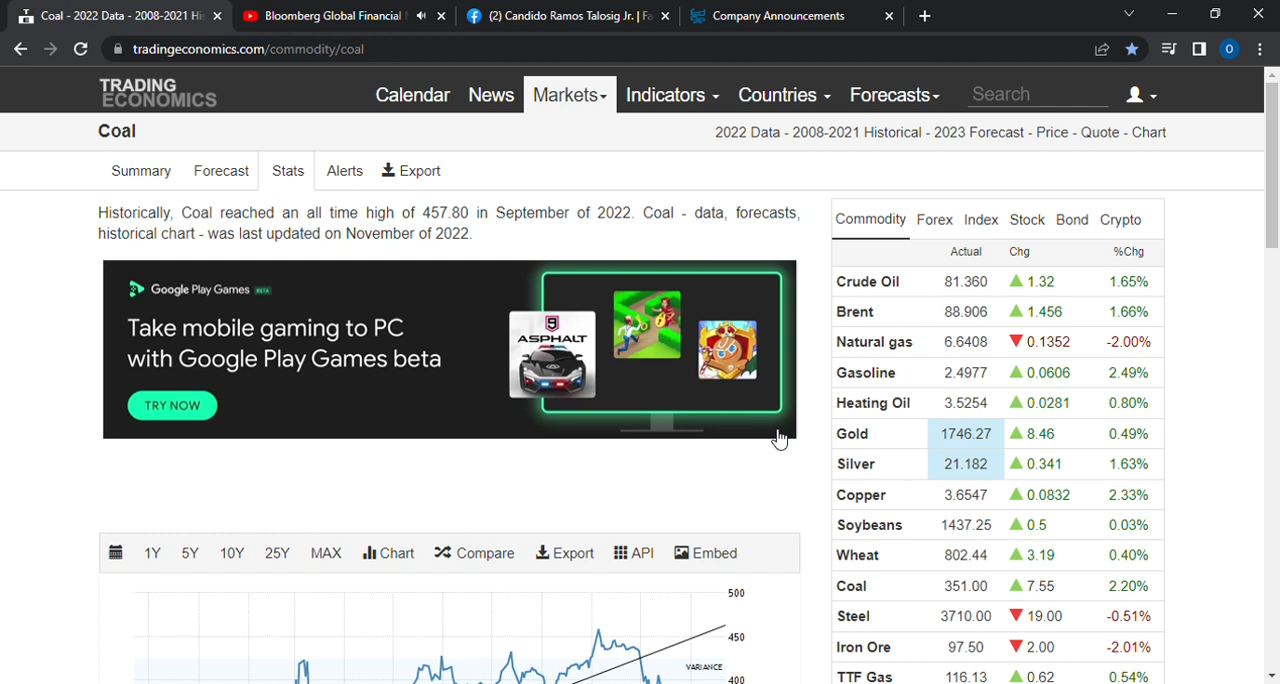 Coal - 2022 Data - 2008-2021 His
Bloomberg Global Financial N
(2) Candido Ramos Talosig Jr. | Fa
Company Announcements
tradingeconomics.com/commodity/coal
O
TRADING
ECONOMICS
Calendar News Markets Indicators Countries Forecasts Search
Coal
2022 Data - 2008-2021 Historical - 2023 Forecast - Price - Quote - Chart
Summary Forecast Stats Alerts Export
Historically, Coal reached an all time high of 457.80 in September of 2022. Coal - data, forecasts,
historical chart - was last updated on November of 2022.
Google Play Games BETA
Take mobile gaming to PC
with Google Play Games beta
TRY NOW
9
ASPHALT
1Y 5Y 10Y 25Y MAX Chart Compare Export API Embed
500
450
VARIANCE
400
Commodity Forex Index Stock Bond Crypto
Actual Chg %Chg
Crude Oil 81.360 1.32 1.65%
Brent 88.906 1.456 1.66%
Natural gas 6.6408 0.1352 -2.00%
Gasoline 2.4977 0.0606 2.49%
Heating Oil 3.5254 0.0281 0.80%
Gold 1746.27 8.46 0.49%
Silver 21.182 0.341 1.63%
Copper 3.6547 0.0832 2.33%
Soybeans 1437.25 0.5 0.03%
Wheat 802.44 3.19 0.40%
Coal 351.00 7.55 2.20%
Steel 3710.00 19.00 -0.51%
Iron Ore 97.50 2.00 -2.01%
TTF Gas 116.13 0.62 0.54%